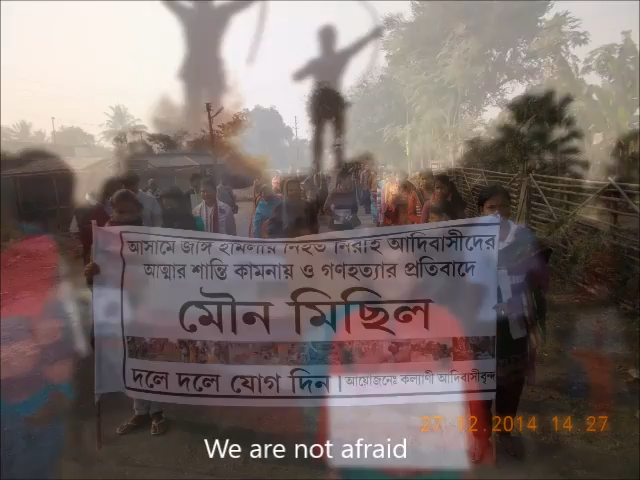 আসামে জঙ্গি হামলায় নিহত নিরীহ আদিবাসীদের
আত্মার শান্তি কামনায় ও গণহত্যার প্রতিবাদে
মৌন মিছিল
দলে দলে যোগ দিন। আয়োজনেঃ কল্যাণী আদিবাসীবৃন্দ
27.12.2014 14:27
We are not afraid